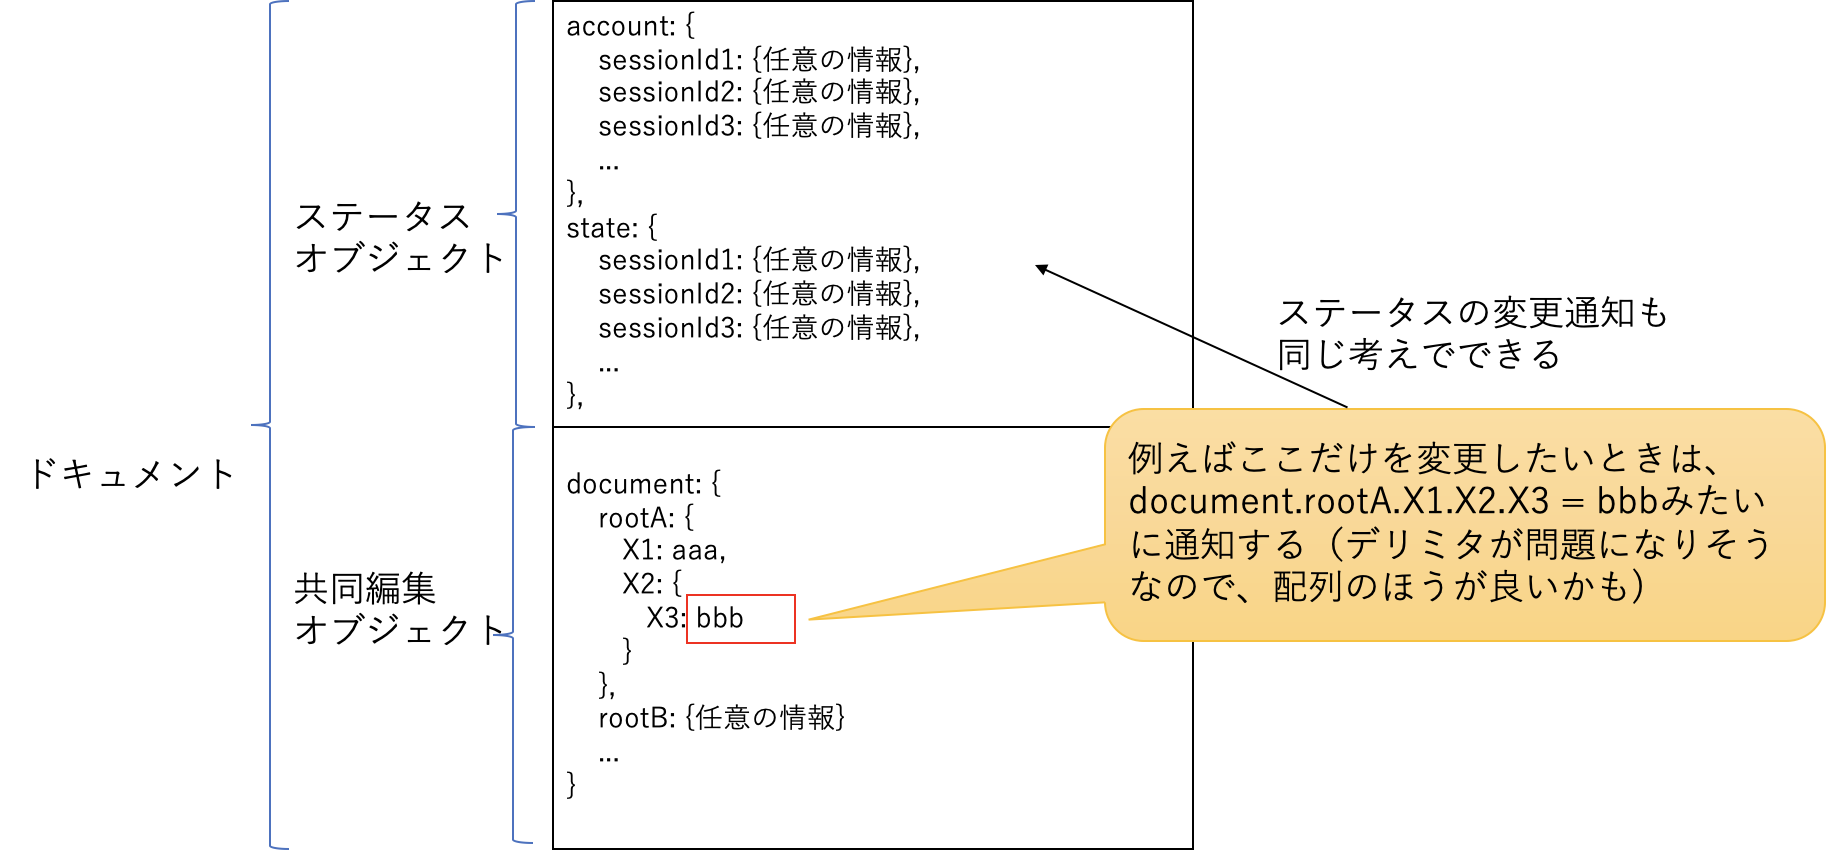 ドキュメント
ステータス
オブジェクト
共同編集
オブジェクト
account: {
sessionId1: {任意の情報},
sessionId2: {任意の情報},
sessionId3: {任意の情報},
...
},
state: {
sessionId1: {任意の情報},
sessionId2: {任意の情報},
sessionId3: {任意の情報},
...
},
document: {
rootA: {
X1: aaa,
X2: {
X3: bbb
}
},
rootB: {任意の情報}
...
}
ステータスの変更通知も
同じ考えでできる
例えばここだけを変更したいときは、
document.rootA.X1.X2.X3 = bbbみたい
に通知する（デリミタが問題になりそう
なので、配列のほうが良いかも）